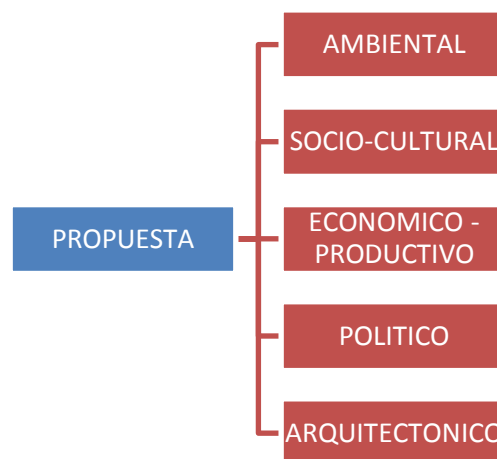 AMBIENTAL
SOCIO-CULTURAL
PROPUESTA
ECONOMICO -
PRODUCTIVO
POLITICO
ARQUITECTONICO